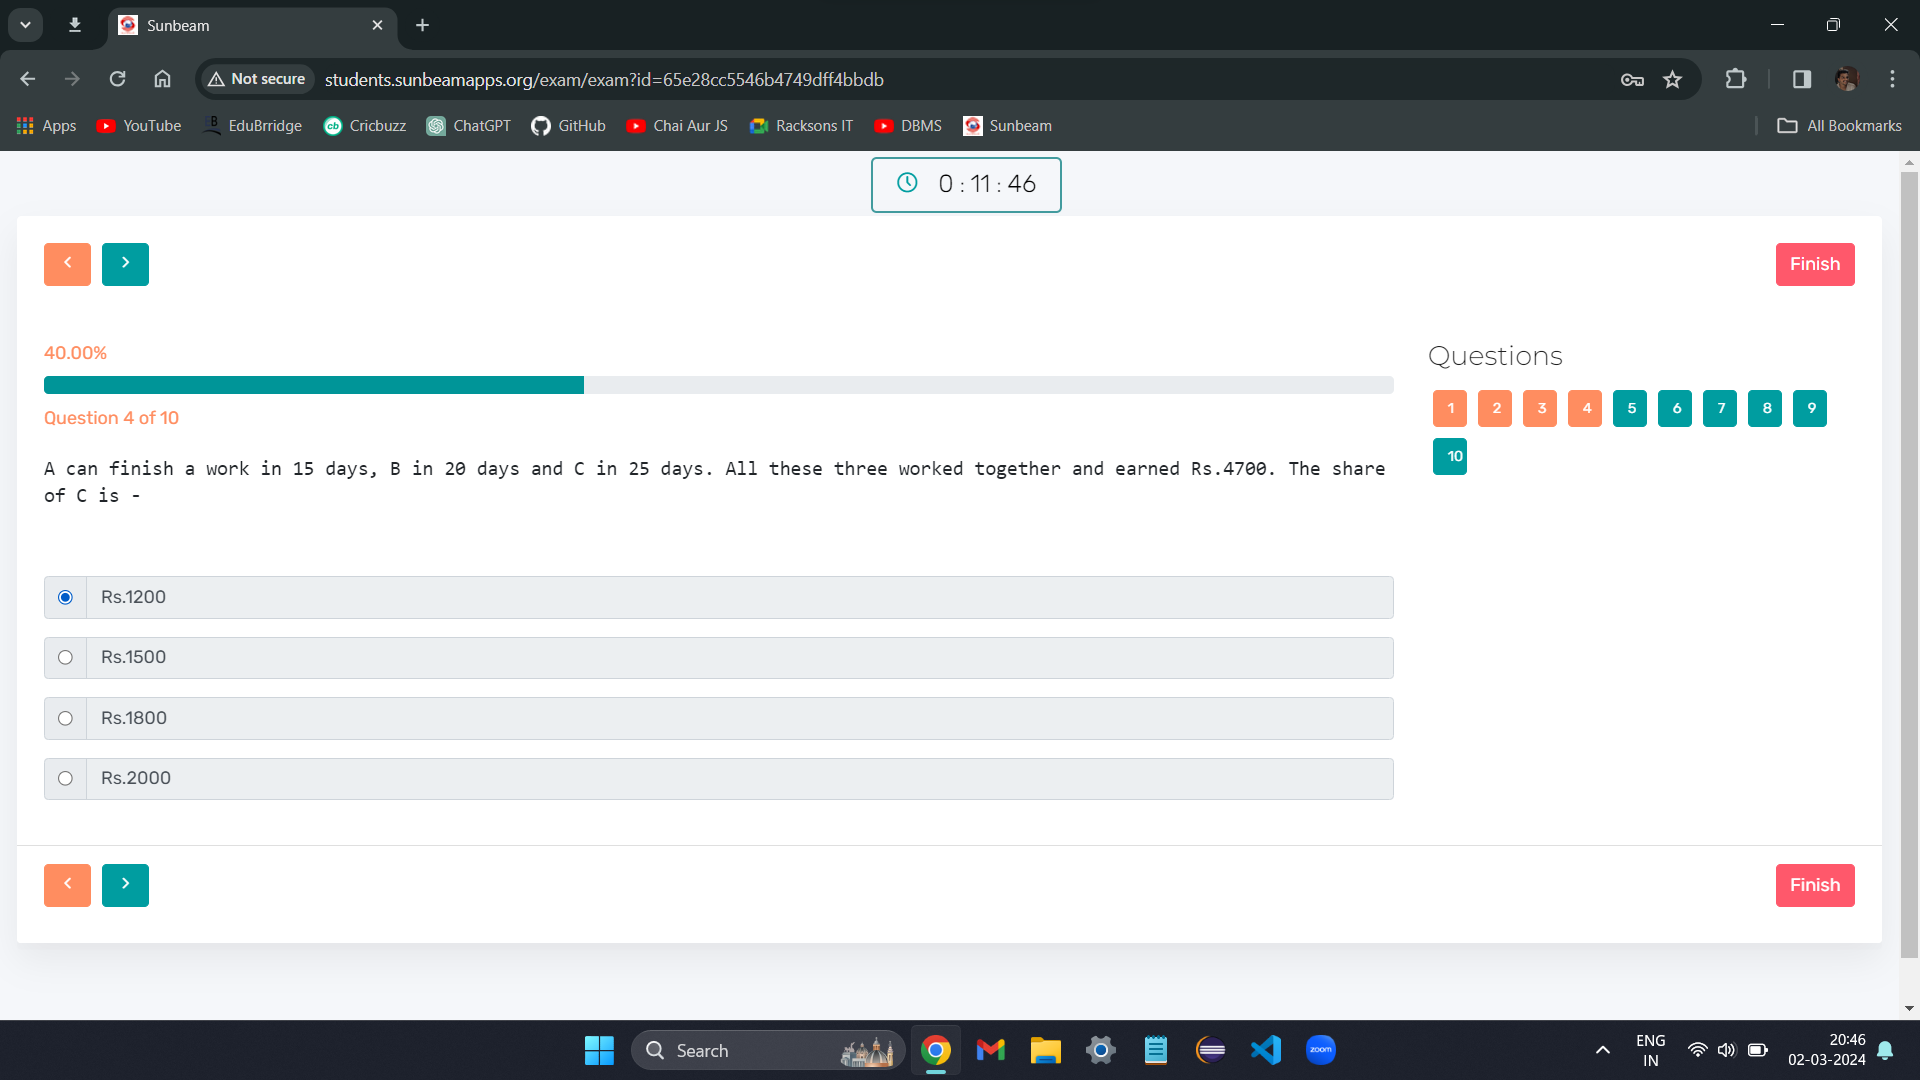 Sunbeam
Not secure
students.sunbeamapps.org/exam/exam?id=65e28cc5546b4749dff4bbdb
Apps
YouTube
EduBrridge
Cricbuzz
ChatGPT
GitHub
Chai Aur JS
Racksons IT
DBMS
Sunbeam
All Bookmarks
0 : 11 : 46
Finish
40.00%
Question 4 of 10
Questions
1 2 3 4 5 6 7 8 9
10
A can finish a work in 15 days, B in 20 days and C in 25 days. All these three worked together and earned Rs.4700. The share
of C is -
Rs.1200
Rs.1500
Rs.1800
Rs.2000
Finish
Search
zoom
ENG
IN
20:46
02-03-2024